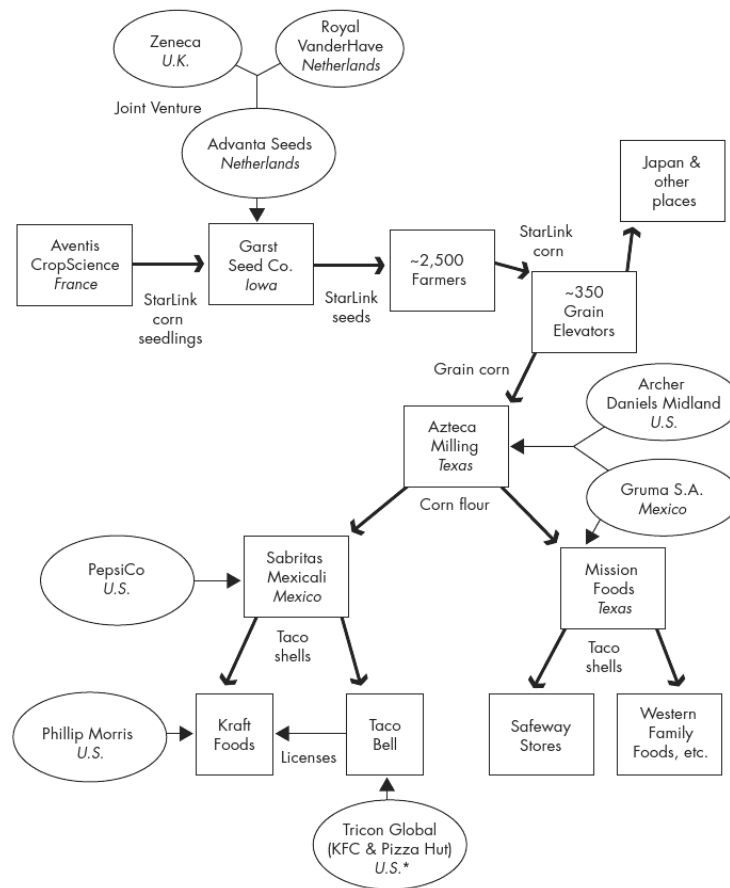 Zeneca
U.K.
Royal
VanderHave
Netherlands
Joint Venture
Advanta Seeds
Netherlands
Japan &
other
places
Aventis
CropScience
France
StarLink
corn
seedlings
Garst
Seed Co.
Iowa
StarLink
seeds
~2,500
Farmers
StarLink
corn
~350
Grain
Elevators
Grain corn
Archer
Daniels Midland
U.S.
Azteca
Milling
Texas
Gruma S.A.
Mexico
Corn flour
PepsiCo
U.S.
Sabritas
Mexicali
Mexico
Mission
Foods
Texas
Taco
shells
Taco
shells
Phillip Morris
U.S.
Kraft
Foods
Licenses
Taco
Bell
Safeway
Stores
Western
Family
Foods, etc.
Tricon Global
(KFC & Pizza Hut)
U.S.*